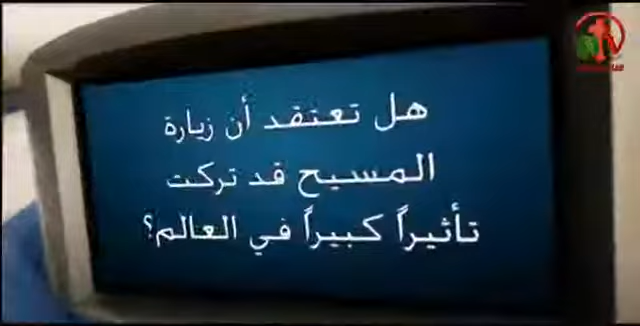 هل تعتقد أن زيارة
المسيح قد تركت
تأثيراً كبيراً في العالم؟